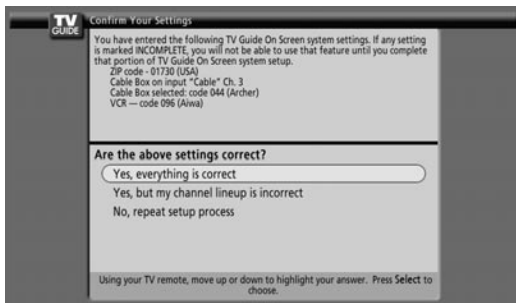 TV
GUIDE
Confirm Your Settings
You have entered the following TV Guide On Screen system settings. If any setting
is marked INCOMPLETE, you will not be able to use that feature until you complete
that portion of TV Guide On Screen system setup.
ZIP code - 01730 (USA)
Cable Box on input "Cable" Ch. 3
Cable Box selected: code 044 (Archer)
VCR — code 096 (Aiwa)
Are the above settings correct?
Yes, everything is correct
Yes, but my channel lineup is incorrect
No, repeat setup process
Using your TV remote, move up or down to highlight your answer. Press Select to
choose.